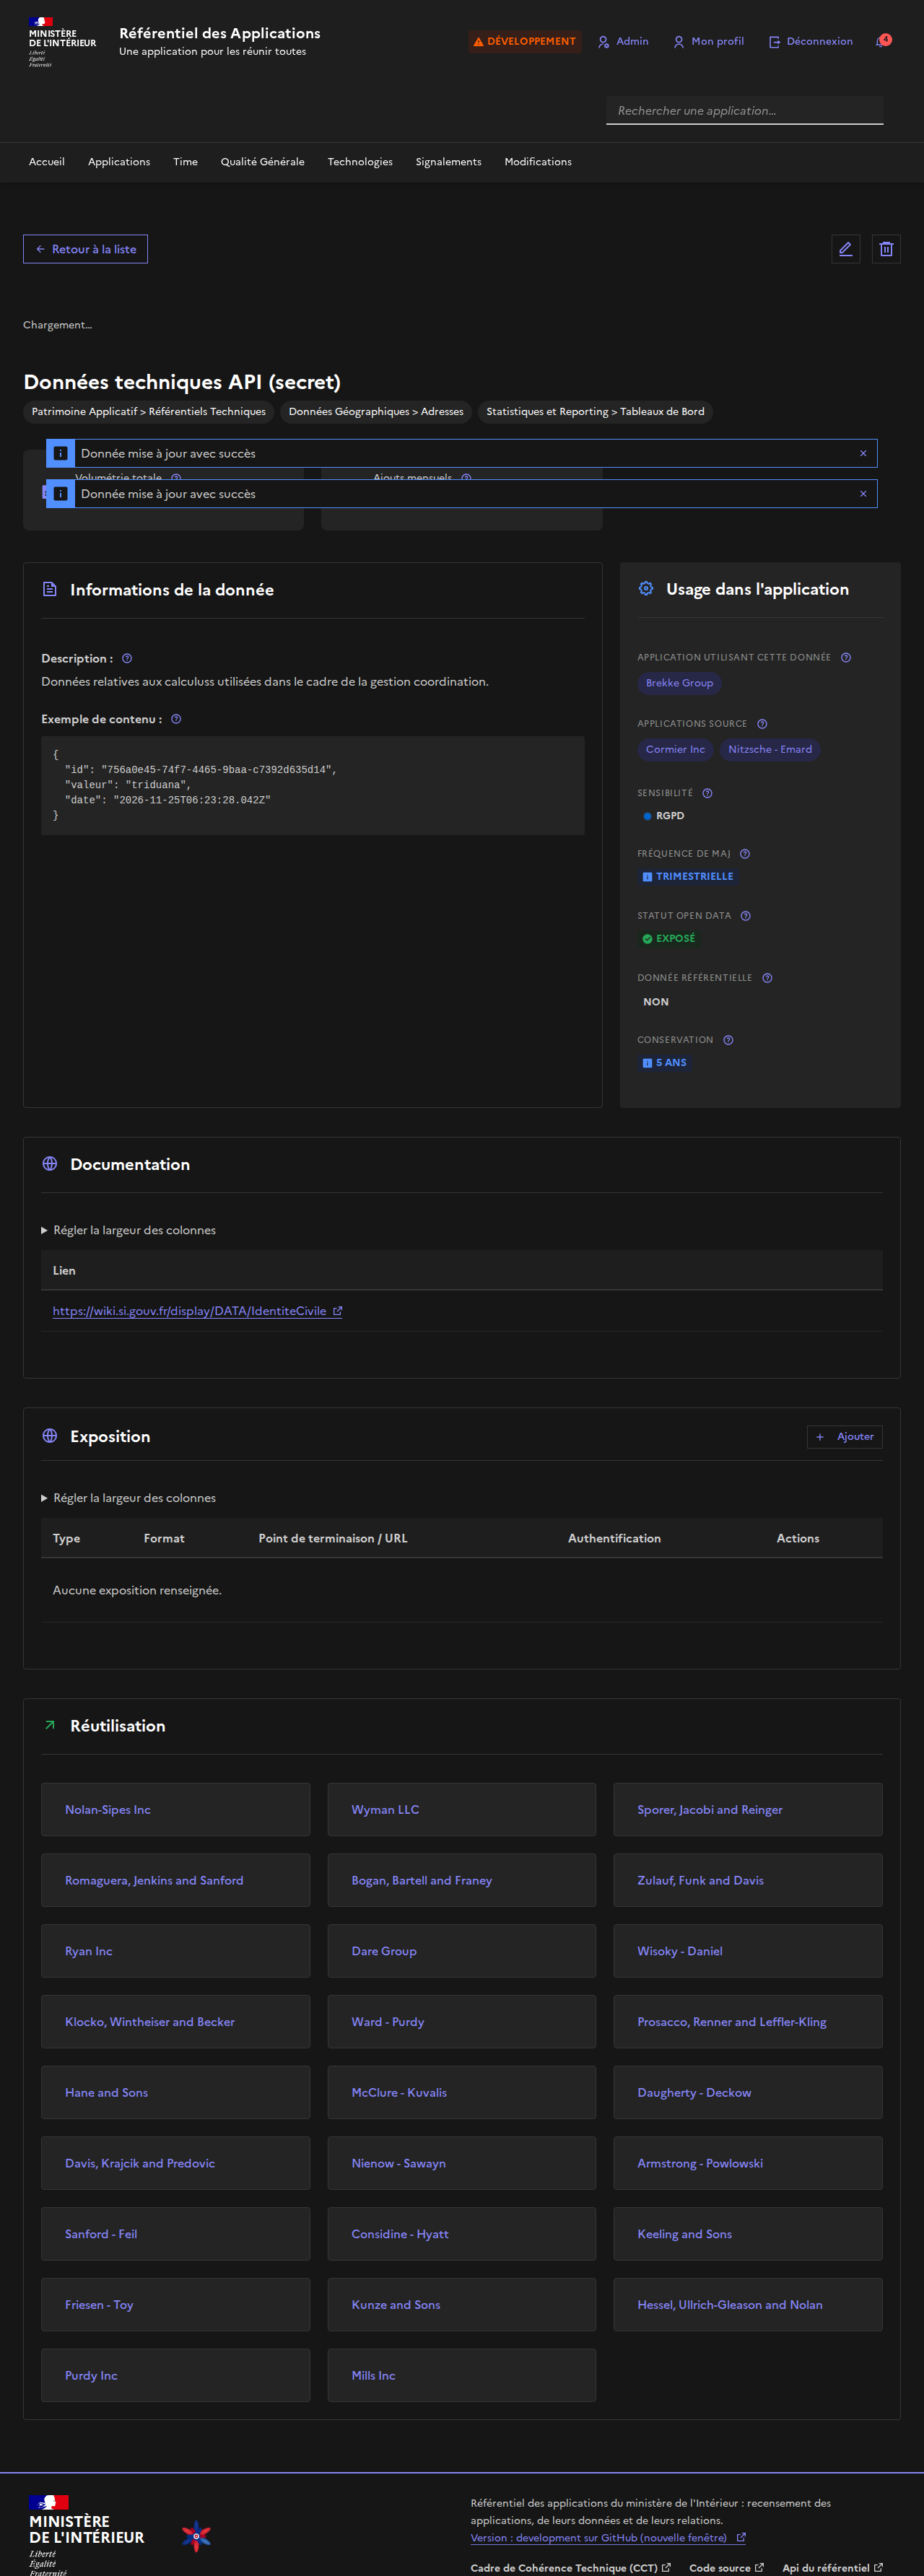 MINISTÈRE
DE L'INTÉRIEUR
Liberté
Égalité
Fraternité
Référentiel des Applications
Une application pour les réunir toutes
DÉVELOPPEMENT
Admin
Mon profil
Déconnexion
4
Rechercher une application...
Accueil
Applications
Time
Qualité Générale
Technologies
Signalements
Modifications
Retour à la liste
Chargement...
Données techniques API (secret)
Patrimoine Applicatif > Référentiels Techniques
Données Géographiques > Adresses
Statistiques et Reporting > Tableaux de Bord
Donnée mise à jour avec succès
Volumétrie totale
Ajouts mensuels
Donnée mise à jour avec succès
Informations de la donnée
Description :
Données relatives aux calculuss utilisées dans le cadre de la gestion coordination.
Exemple de contenu :
{
"id": "756a0e45-74f7-4465-9baa-c7392d635d14",
"valeur": "triduana",
"date": "2026-11-25T06:23:28.042Z"
}
Usage dans l'application
APPLICATION UTILISANT CETTE DONNÉE
Brekke Group
APPLICATIONS SOURCE
Cormier Inc
Nitzsche - Emard
SENSIBILITÉ
RGPD
FRÉQUENCE DE MAJ
TRIMESTRIELLE
STATUT OPEN DATA
EXPOSÉ
DONNÉE RÉFÉRENTIELLE
NON
CONSERVATION
5 ANS
Documentation
Régler la largeur des colonnes
Lien
https://wiki.si.gouv.fr/display/DATA/IdentiteCivile
Exposition
Ajouter
Régler la largeur des colonnes
Type Format Point de terminaison / URL Authentification Actions
Aucune exposition renseignée.
Réutilisation
Nolan-Sipes Inc
Wyman LLC
Sporer, Jacobi and Reinger
Romaguera, Jenkins and Sanford
Bogan, Bartell and Franey
Zulauf, Funk and Davis
Ryan Inc
Dare Group
Wisoky - Daniel
Klocko, Wintheiser and Becker
Ward - Purdy
Prosacco, Renner and Leffler-Kling
Hane and Sons
McClure - Kuvalis
Daugherty - Deckow
Davis, Krajcik and Predovic
Nienow - Sawayn
Armstrong - Powlowski
Sanford - Feil
Considine - Hyatt
Keeling and Sons
Friesen - Toy
Kunze and Sons
Hessel, Ullrich-Gleason and Nolan
Purdy Inc
Mills Inc
MINISTÈRE
DE L'INTÉRIEUR
Liberté
Égalité
Fraternité
Référentiel des applications du ministère de l'Intérieur : recensement des
applications, de leurs données et de leurs relations.
Version : development sur GitHub (nouvelle fenêtre)
Cadre de Cohérence Technique (CCT)
Code source
Api du référentiel